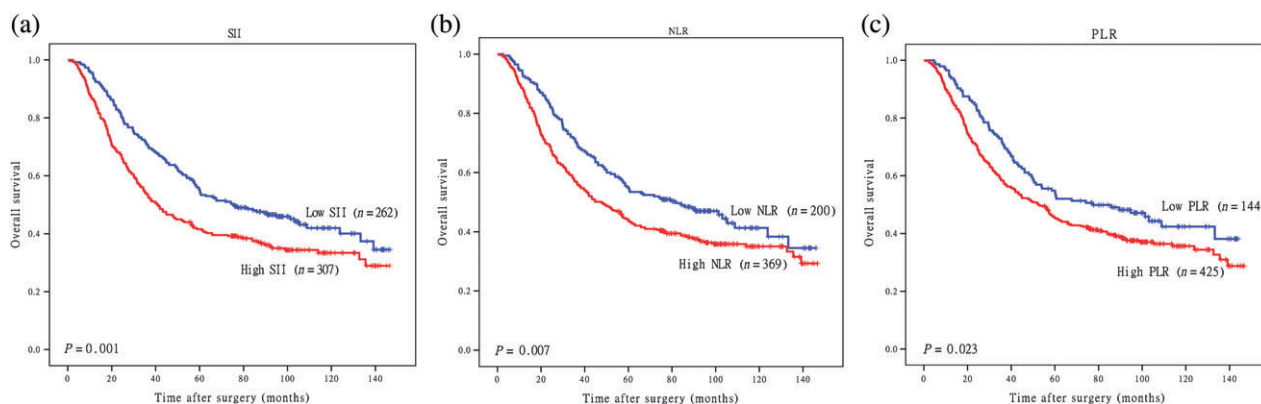 (a)
SII
Overall survival
1.0
0.8
0.6
0.4
0.2
0.0
Low SII (n=262)
High SII (n=307)
P=0.001
0 20 40 60 80 100 120 140
Time after surgery (months)
(b)
NLR
Overall survival
1.0
0.8
0.6
0.4
0.2
0.0
Low NLR (n=200)
High NLR (n=369)
P=0.007
0 20 40 60 80 100 120 140
Time after surgery (months)
(c)
PLR
Overall survival
1.0
0.8
0.6
0.4
0.2
0.0
Low PLR (n=144
High PLR (n=425)
P=0.023
0 20 40 60 80 100 120 140
Time after surgery (months)